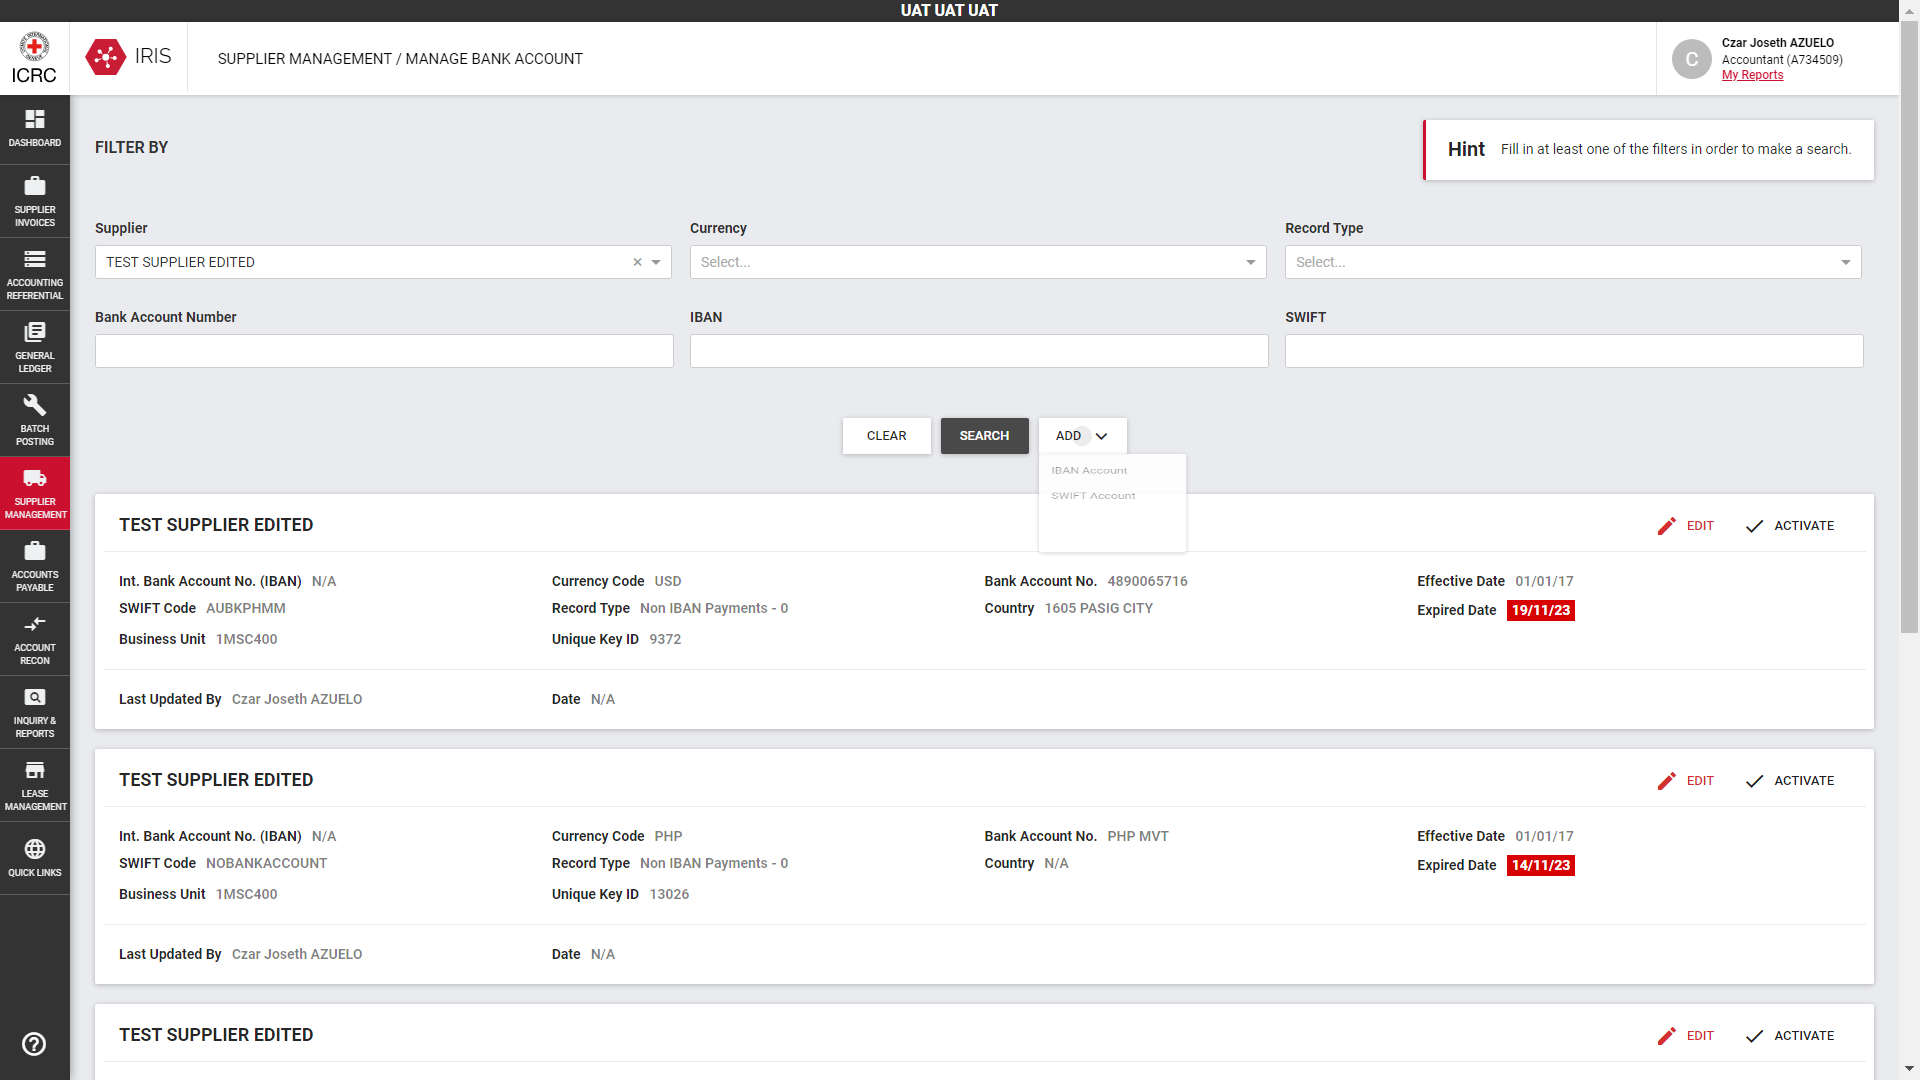 UAT UAT UAT
ICRC
IRIS
SUPPLIER MANAGEMENT / MANAGE BANK ACCOUNT
C
Czar Joseth AZUELO
Accountant (A734509)
My Reports
DASHBOARD
SUPPLIER
INVOICES
ACCOUNTING
REFERENTIAL
GENERAL
LEDGER
BATCH
POSTING
SUPPLIER
MANAGEMENT
ACCOUNTS
PAYABLE
ACCOUNT
RECON
INQUIRY &
REPORTS
LEASE
MANAGEMENT
QUICK LINKS
FILTER BY
Hint Fill in at least one of the filters in order to make a search.
Supplier Currency Record Type
TEST SUPPLIER EDITED Select... Select...
Bank Account Number IBAN SWIFT
CLEAR SEARCH ADD
IBAN Account
SWIFT Account
TEST SUPPLIER EDITED EDIT ACTIVATE
Int. Bank Account No. (IBAN) N/A Currency Code USD Bank Account No. 4890065716 Effective Date 01/01/17
SWIFT Code AUBKPHMM Record Type Non IBAN Payments - 0 Country 1605 PASIG CITY Expired Date 19/11/23
Business Unit 1MSC400 Unique Key ID 9372
Last Updated By Czar Joseth AZUELO Date N/A
TEST SUPPLIER EDITED EDIT ACTIVATE
Int. Bank Account No. (IBAN) N/A Currency Code PHP Bank Account No. PHP MVT Effective Date 01/01/17
SWIFT Code NOBANKACCOUNT Record Type Non IBAN Payments - 0 Country N/A Expired Date 14/11/23
Business Unit 1MSC400 Unique Key ID 13026
Last Updated By Czar Joseth AZUELO Date N/A
TEST SUPPLIER EDITED EDIT ACTIVATE